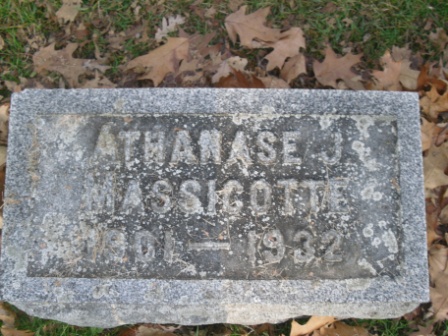 ATHANASE J.
MASSICOTTE
1901–1932